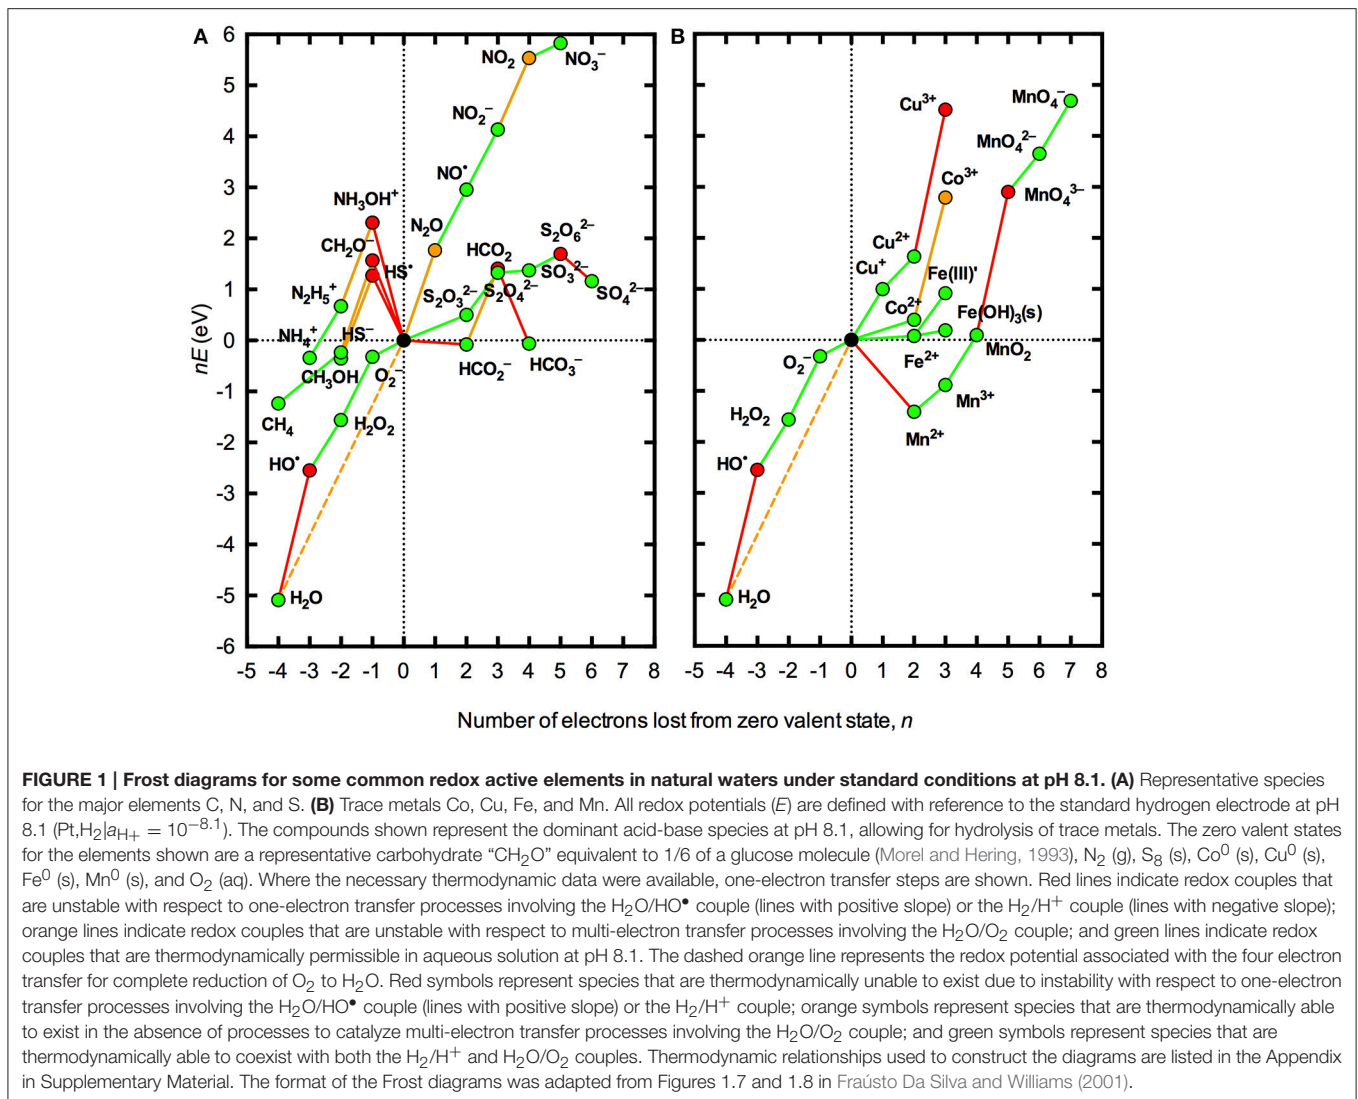 A
B
6
5
4
3
2
1
0
-1
-2
-3
-4
-5
-6
nE (eV)
NO2
NO3–
NO2–
NO•
NH3OH+
N2O
CH2O–
HS•
HCO2
S2O62–
SO32–
S2O32–
S2O42–
SO42–
N2H5+
NH4+
HS–
CH3OH
O2–
HCO2–
HCO3–
CH4
H2O2
HO•
H2O
-5 -4 -3 -2 -1 0 1 2 3 4 5 6 7 8
Cu3+
MnO4–
MnO42–
Co3+
MnO43–
Cu2+
Cu+
Fe(III)'
Co2+
Fe(OH)3(s)
O2–
Fe2+
MnO2
Mn3+
H2O2
Mn2+
HO•
H2O
-5 -4 -3 -2 -1 0 1 2 3 4 5 6 7 8
Number of electrons lost from zero valent state, n
FIGURE 1 | Frost diagrams for some common redox active elements in natural waters under standard conditions at pH 8.1. (A) Representative species
for the major elements C, N, and S. (B) Trace metals Co, Cu, Fe, and Mn. All redox potentials (E) are defined with reference to the standard hydrogen electrode at pH
8.1 (Pt,H2|aH+ = 10−8.1). The compounds shown represent the dominant acid-base species at pH 8.1, allowing for hydrolysis of trace metals. The zero valent states
for the elements shown are a representative carbohydrate “CH2O” equivalent to 1/6 of a glucose molecule (Morel and Hering, 1993), N2 (g), S8 (s), Co0 (s), Cu0 (s),
Fe0 (s), Mn0 (s), and O2 (aq). Where the necessary thermodynamic data were available, one-electron transfer steps are shown. Red lines indicate redox couples that
are unstable with respect to one-electron transfer processes involving the H2O/HO• couple (lines with positive slope) or the H2/H+ couple (lines with negative slope);
orange lines indicate redox couples that are unstable with respect to multi-electron transfer processes involving the H2O/O2 couple; and green lines indicate redox
couples that are thermodynamically permissible in aqueous solution at pH 8.1. The dashed orange line represents the redox potential associated with the four electron
transfer for complete reduction of O2 to H2O. Red symbols represent species that are thermodynamically unable to exist due to instability with respect to one-electron
transfer processes involving the H2O/HO• couple (lines with positive slope) or the H2/H+ couple; orange symbols represent species that are thermodynamically able
to exist in the absence of processes to catalyze multi-electron transfer processes involving the H2O/O2 couple; and green symbols represent species that are
thermodynamically able to coexist with both the H2/H+ and H2O/O2 couples. Thermodynamic relationships used to construct the diagrams are listed in the Appendix
in Supplementary Material. The format of the Frost diagrams was adapted from Figures 1.7 and 1.8 in Fraústo Da Silva and Williams (2001).